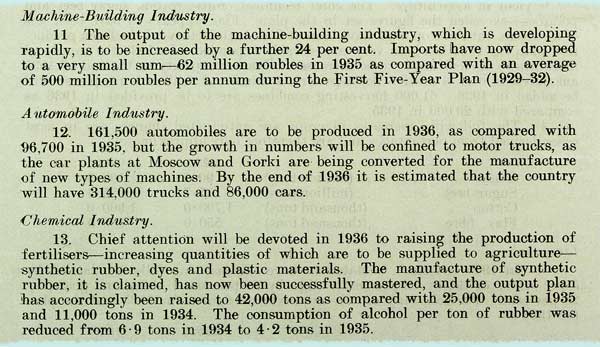 Machine-Building Industry.
11 The output of the machine-building industry, which is developing
rapidly, is to be increased by a further 24 per cent. Imports have now dropped
to a very small sum—62 million roubles in 1935 as compared with an average
of 500 million roubles per annum during the First Five-Year Plan (1929–32).
Automobile Industry.
12. 161,500 automobiles are to be produced in 1936, as compared with
96,700 in 1935, but the growth in numbers will be confined to motor trucks, as
the car plants at Moscow and Gorki are being converted for the manufacture
of new types of machines. By the end of 1936 it is estimated that the country
will have 314,000 trucks and 86,000 cars.
Chemical Industry.
13. Chief attention will be devoted in 1936 to raising the production of
fertilisers—increasing quantities of which are to be supplied to agriculture—
synthetic rubber, dyes and plastic materials. The manufacture of synthetic
rubber, it is claimed, has now been successfully mastered, and the output plan
has accordingly been raised to 42,000 tons as compared with 25,000 tons in 1935
and 11,000 tons in 1934. The consumption of alcohol per ton of rubber was
reduced from 6·9 tons in 1934 to 4·2 tons in 1935.